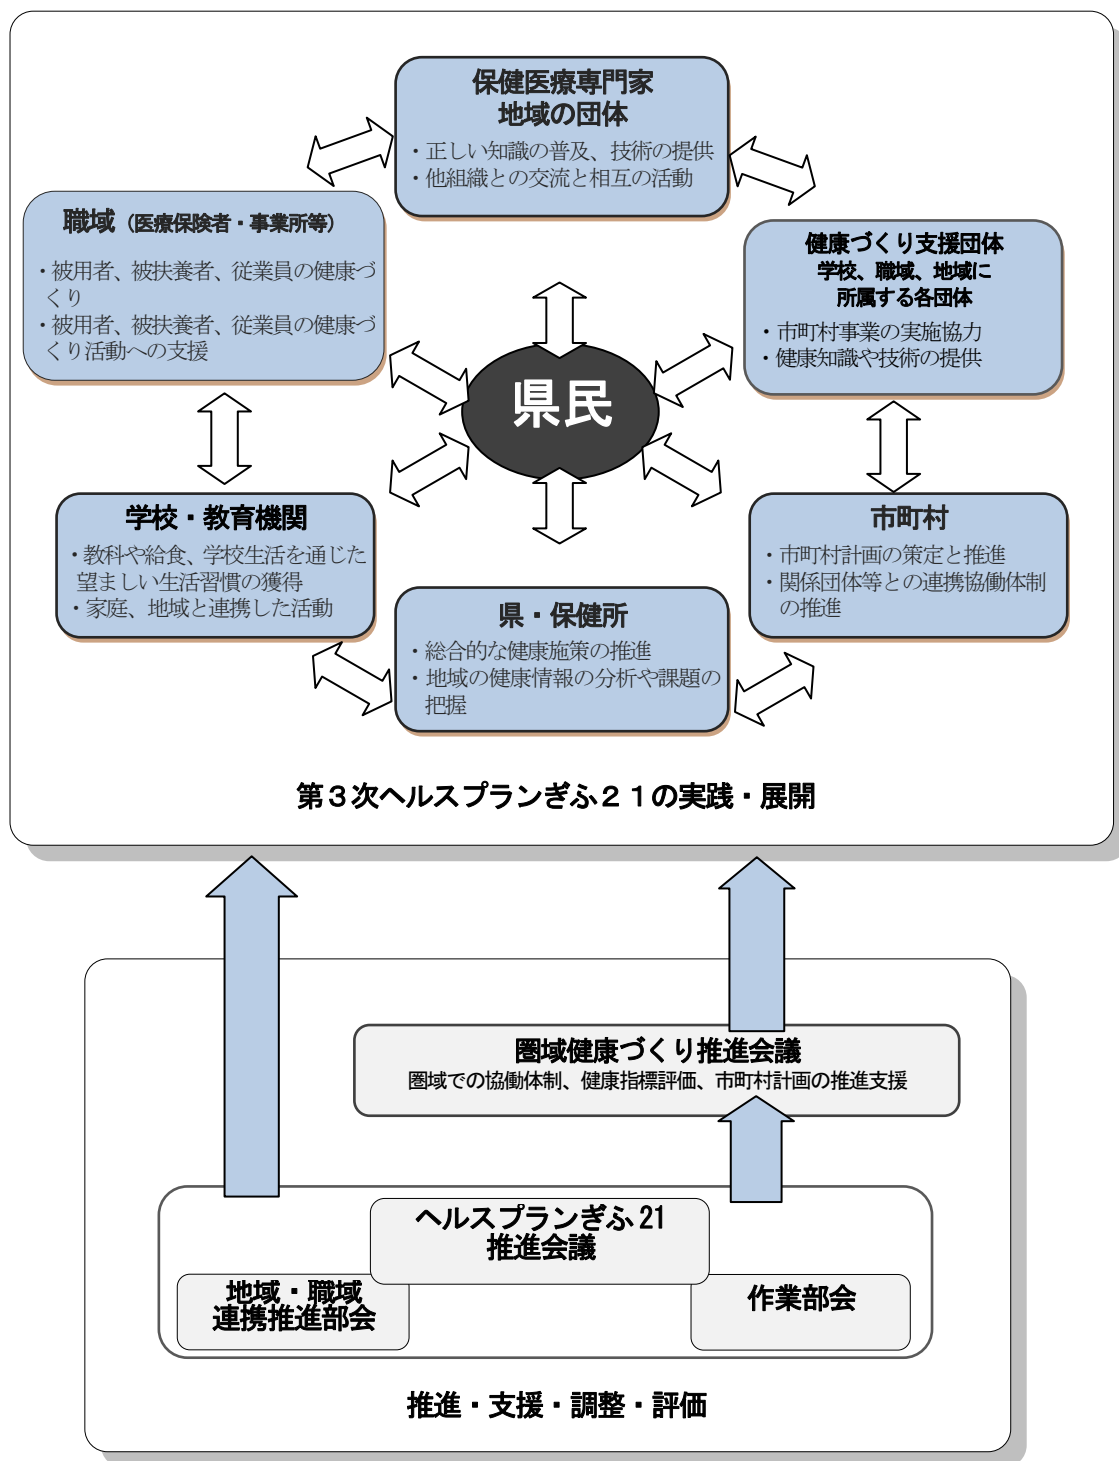 保健医療専門家
地域の団体
・正しい知識の普及、技術の提供
・他組織との交流と相互の活動
職域（医療保険者・事業所等）
・被用者、被扶養者、従業員の健康づ
くり
・被用者、被扶養者、従業員の健康づ
くり活動への支援
健康づくり支援団体
学校、職域、地域に
所属する各団体
・市町村事業の実施協力
・健康知識や技術の提供
県民
学校・教育機関
・教科や給食、学校生活を通じた
望ましい生活習慣の獲得
・家庭、地域と連携した活動
市町村
・市町村計画の策定と推進
・関係団体等との連携協働体制
の推進
県・保健所
・総合的な健康施策の推進
・地域の健康情報の分析や課題の
把握
第３次ヘルスプランぎふ２１の実践・展開
圏域健康づくり推進会議
圏域での協働体制、健康指標評価、市町村計画の推進支援
ヘルスプランぎふ21
推進会議
地域・職域
連携推進部会
作業部会
推進・支援・調整・評価